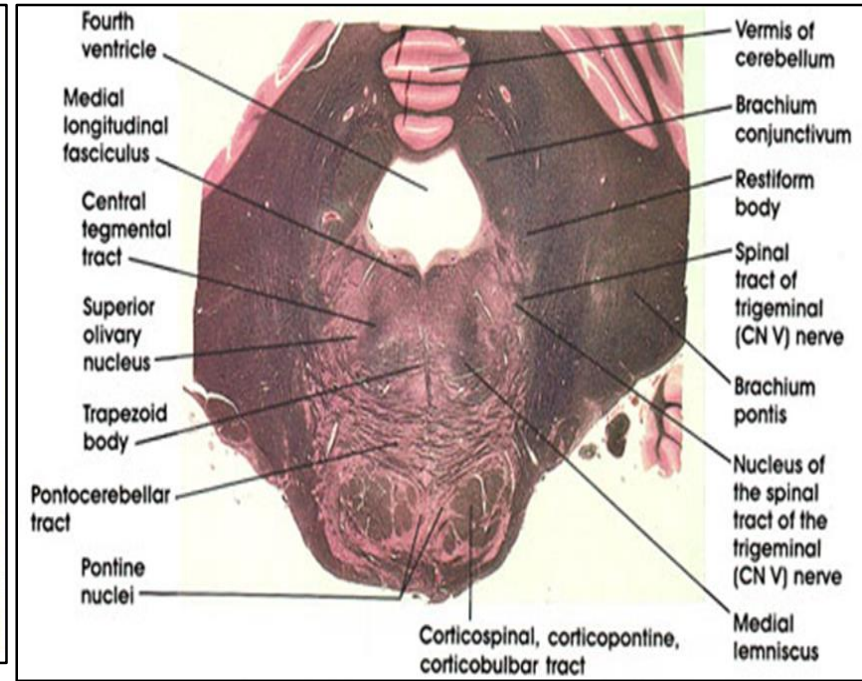 Fourth
ventricle
Medial
longitudinal
fasciculus
Central
tegmental
tract
Superior
olivary
nucleus
Trapezoid
body
Pontocerebellar
tract
Pontine
nuclei
Corticospinal, corticopontine,
corticobulbar tract
Vermis of
cerebellum
Brachium
conjunctivum
Restiform
body
Spinal
tract of
trigeminal
(CN V) nerve
Brachium
pontis
Nucleus of
the spinal
tract of the
trigeminal
(CN V) nerve
Medial
lemniscus